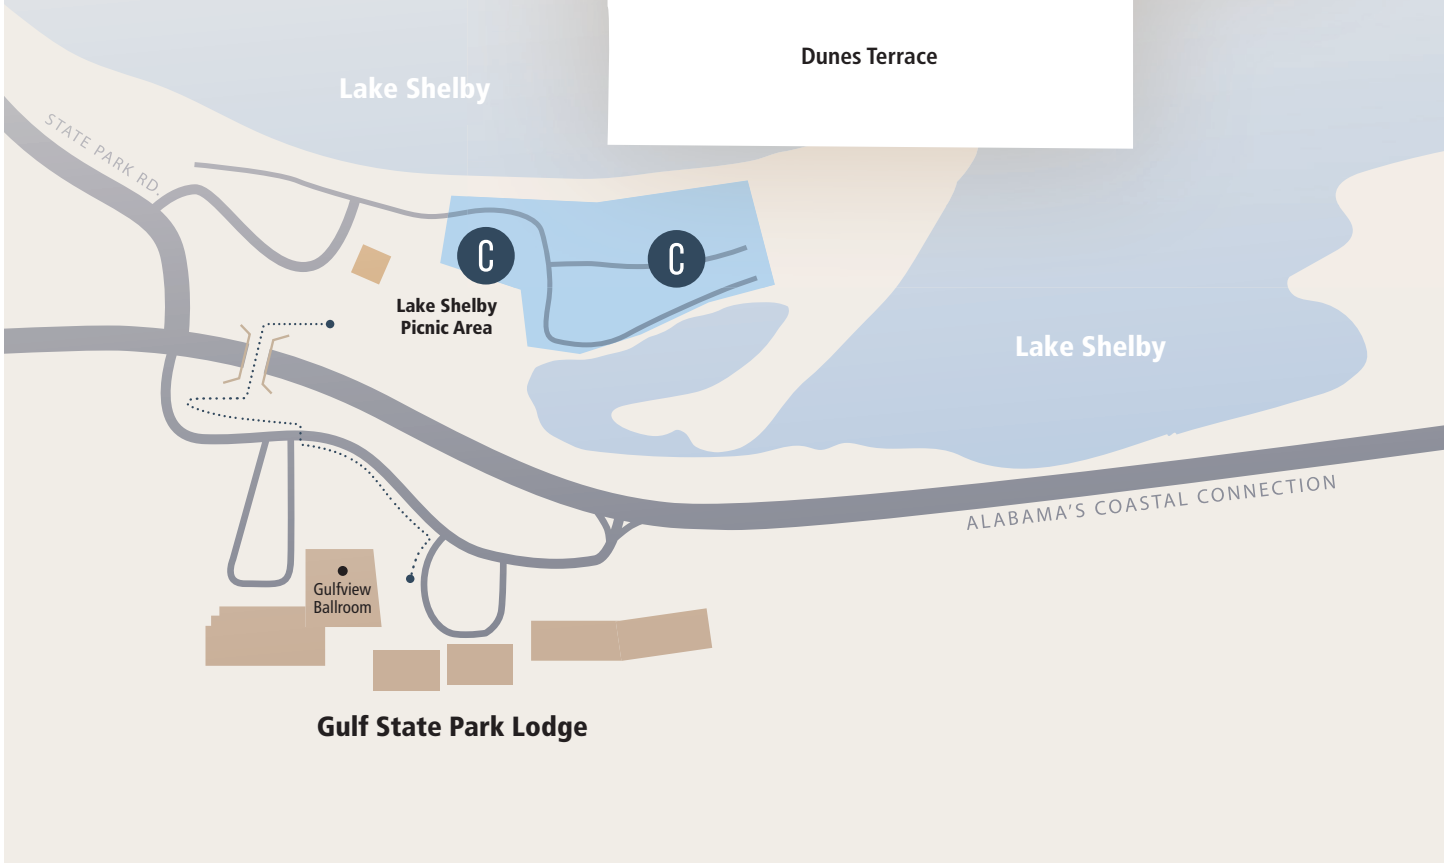 Dunes Terrace
Lake Shelby
STATE PARK RD.
C
C
Lake Shelby
Picnic Area
Lake Shelby
ALABAMA'S COASTAL CONNECTION
Gulfview
Ballroom
Gulf State Park Lodge